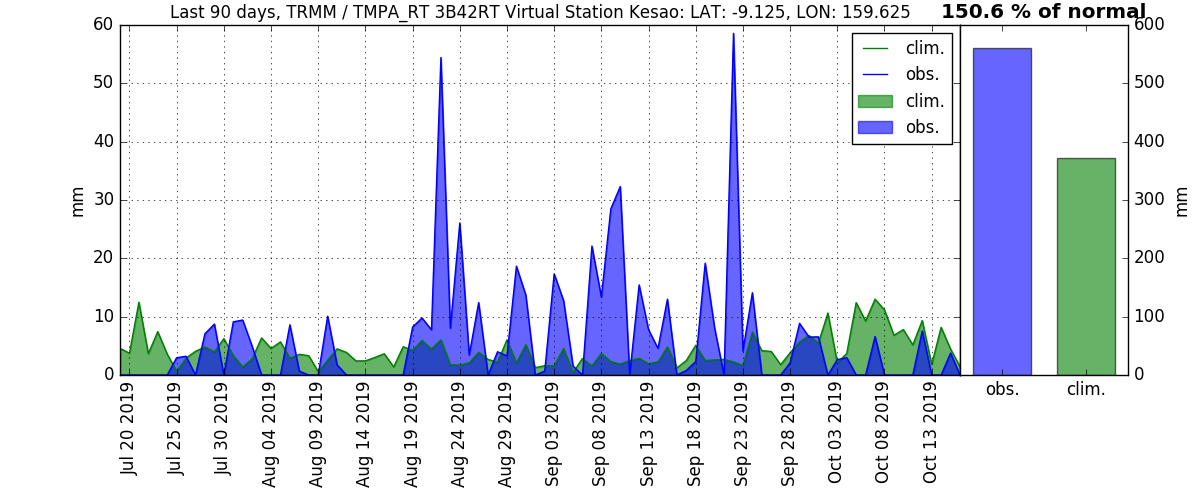 Last 90 days, TRMM / TMPA_RT 3B42RT Virtual Station Kesao: LAT: -9.125, LON: 159.625
150.6 % of normal
60
50
40
30
20
10
0
mm
clim.
obs.
clim.
obs.
600
500
400
300
200
100
0
mm
Jul 20 2019
Jul 25 2019
Jul 30 2019
Aug 04 2019
Aug 09 2019
Aug 14 2019
Aug 19 2019
Aug 24 2019
Aug 29 2019
Sep 03 2019
Sep 08 2019
Sep 13 2019
Sep 18 2019
Sep 23 2019
Sep 28 2019
Oct 03 2019
Oct 08 2019
Oct 13 2019
obs.
clim.